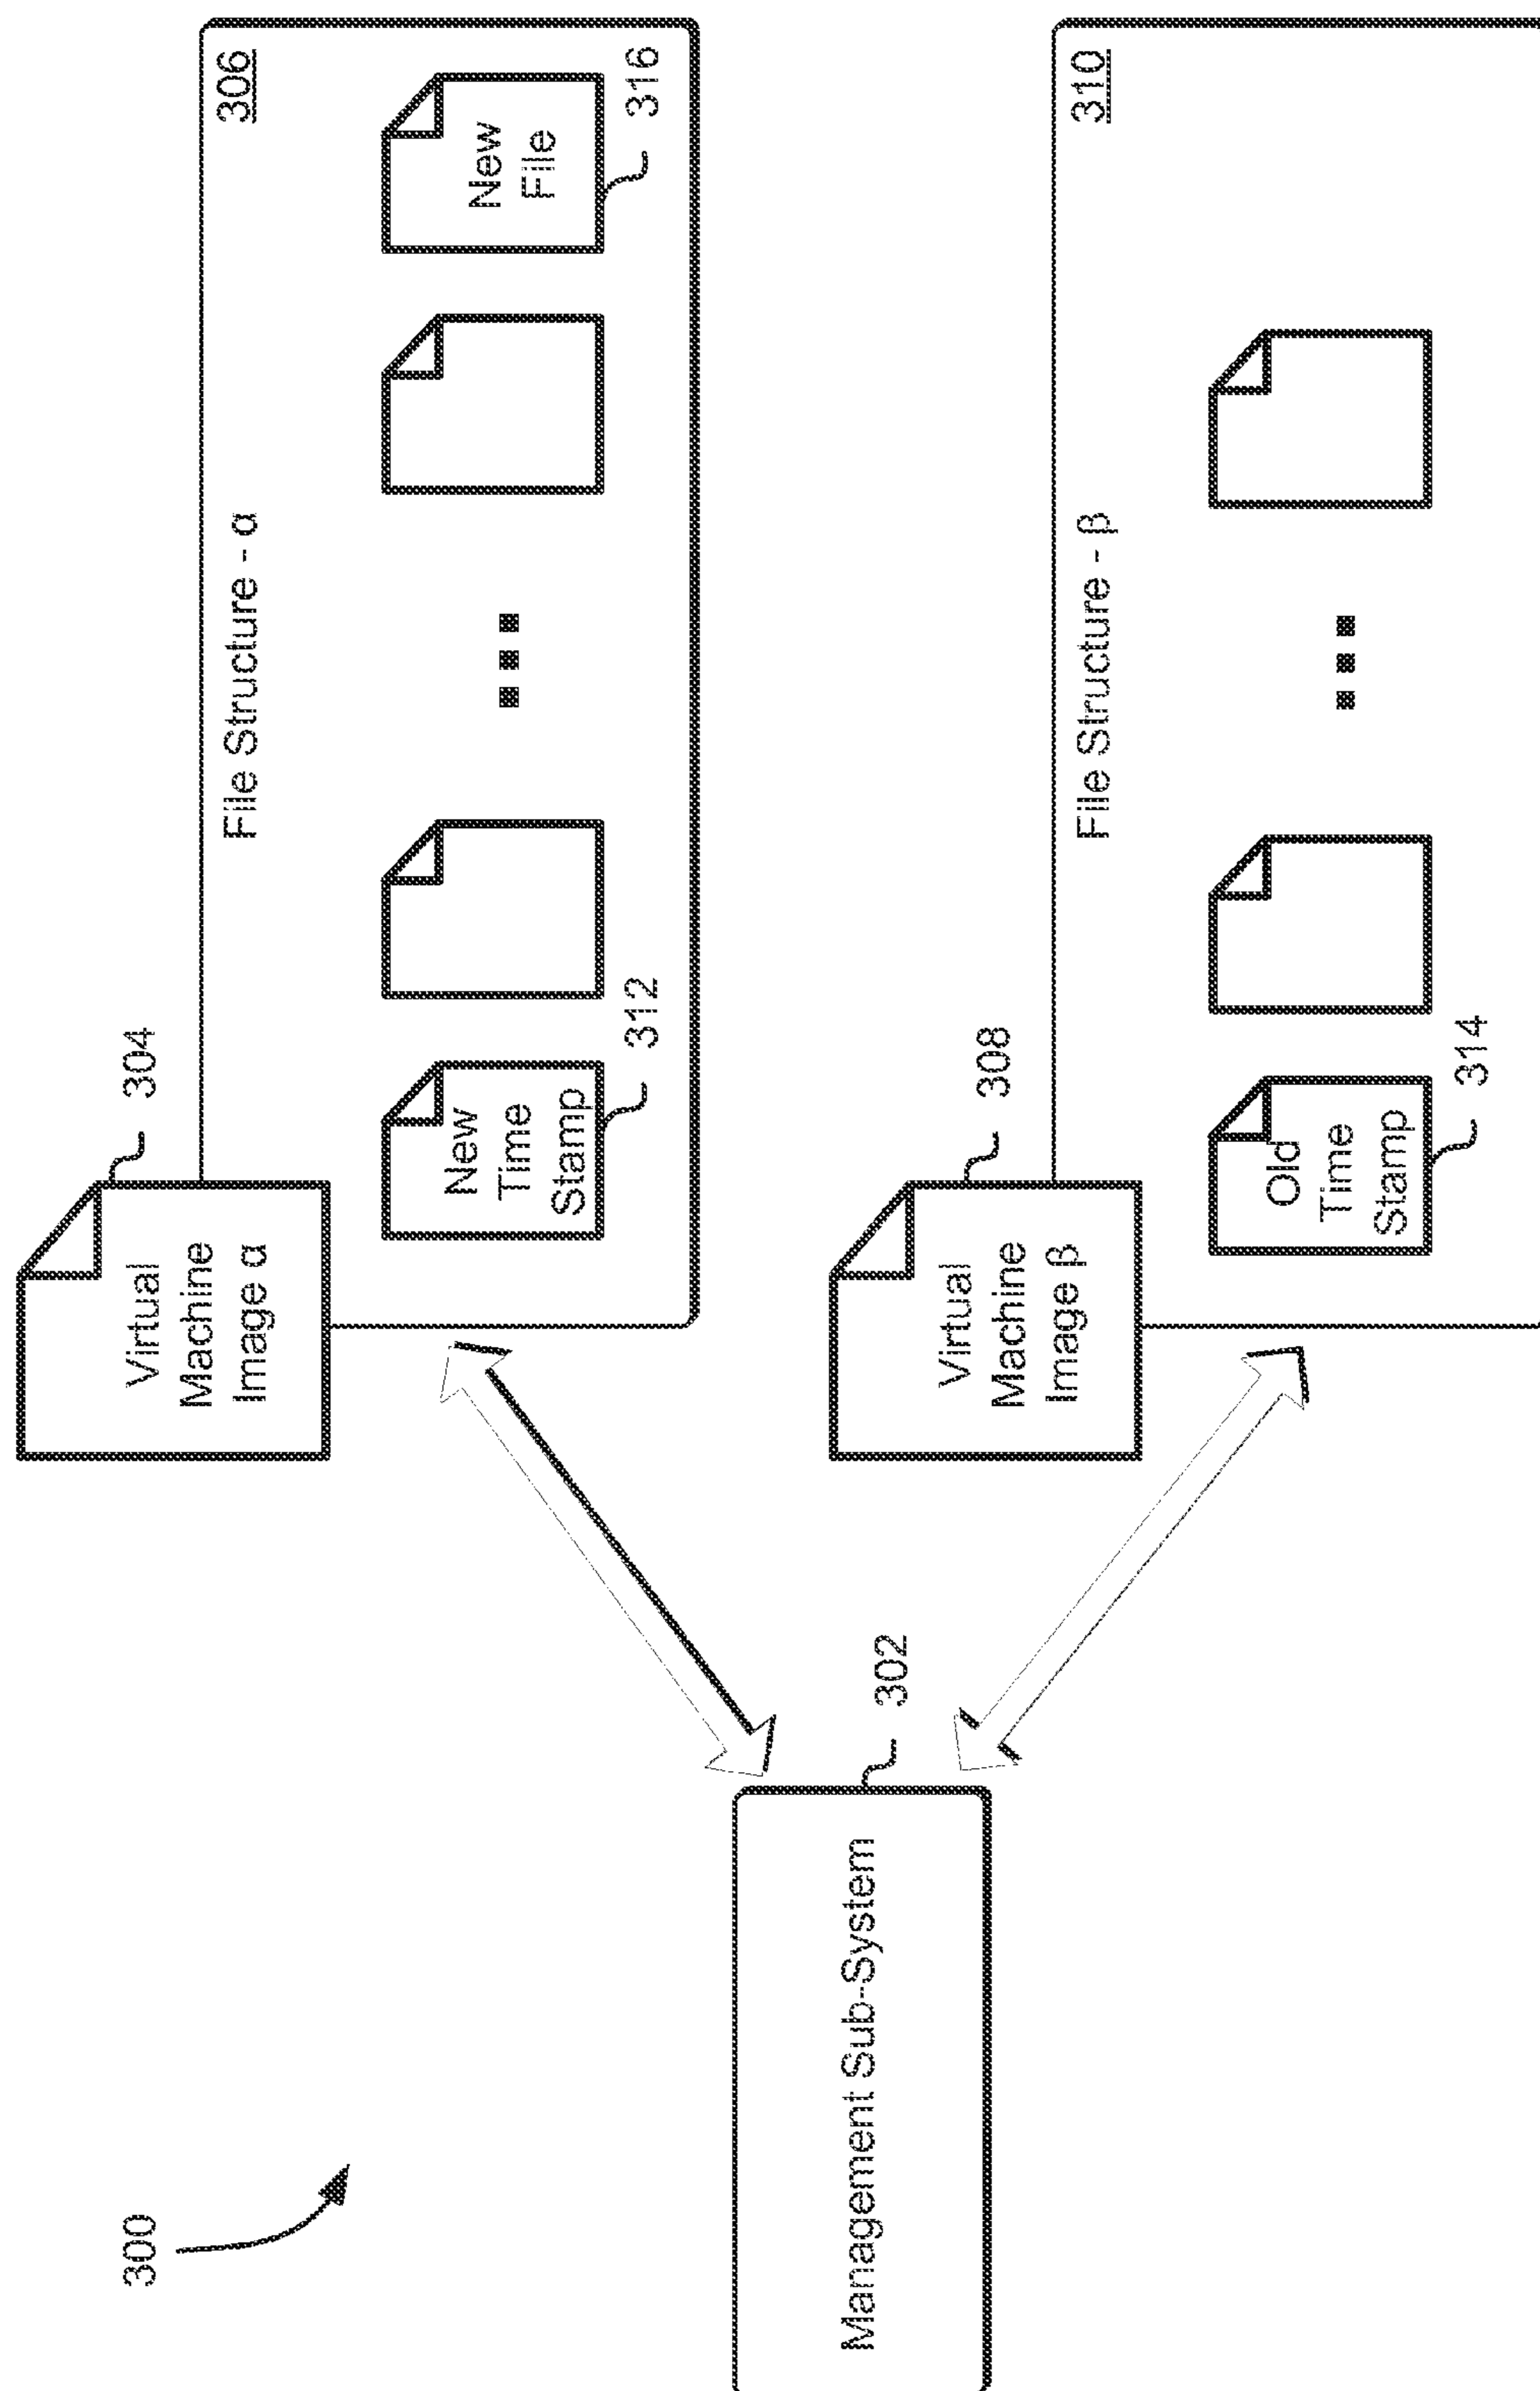 300
Management Sub-System
302
Virtual
Machine
Image α
304
File Structure - α
306
New
Time
Stamp
312
New
File
316
Virtual
Machine
Image β
308
File Structure - β
310
Old
Time
Stamp
314